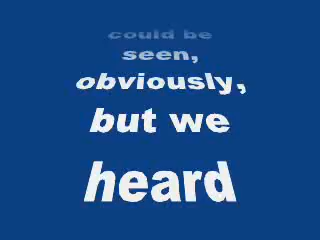 could be
seen,
obviously,
but we
heard